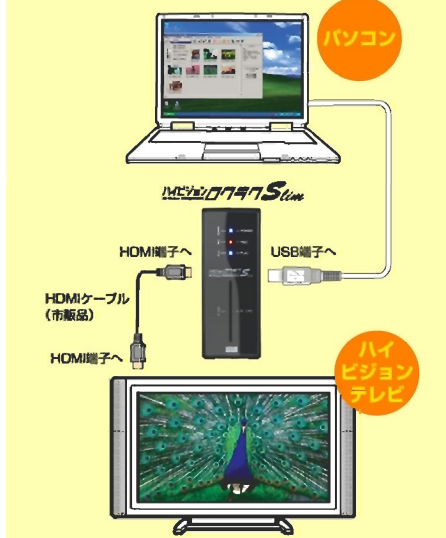 パソコン
ハイビジョンロクラクSlim
HDMI端子へ
USB端子へ
HDMIケーブル
（市販品）
HDMI端子へ
ハイ
ビジョン
テレビ